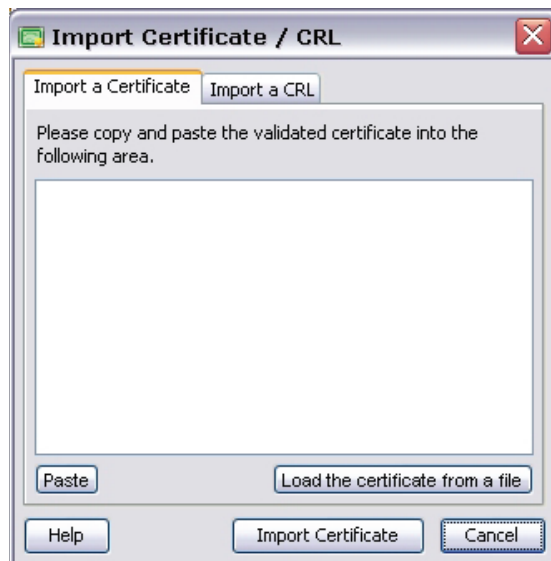 Import Certificate / CRL
Import a Certificate
Import a CRL
Please copy and paste the validated certificate into the
following area.
Paste
Load the certificate from a file
Help
Import Certificate
Cancel